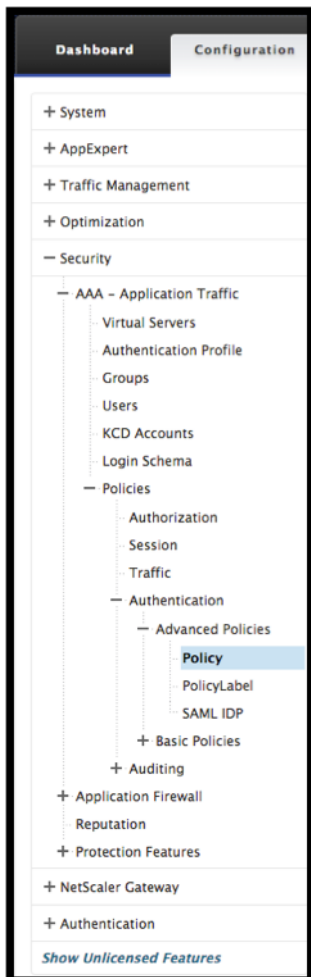 Dashboard Configuration
+ System
+ AppExpert
+ Traffic Management
+ Optimization
− Security
− AAA – Application Traffic
Virtual Servers
Authentication Profile
Groups
Users
KCD Accounts
Login Schema
− Policies
Authorization
Session
Traffic
− Authentication
− Advanced Policies
Policy
PolicyLabel
SAML IDP
+ Basic Policies
+ Auditing
+ Application Firewall
Reputation
+ Protection Features
+ NetScaler Gateway
+ Authentication
Show Unlicensed Features